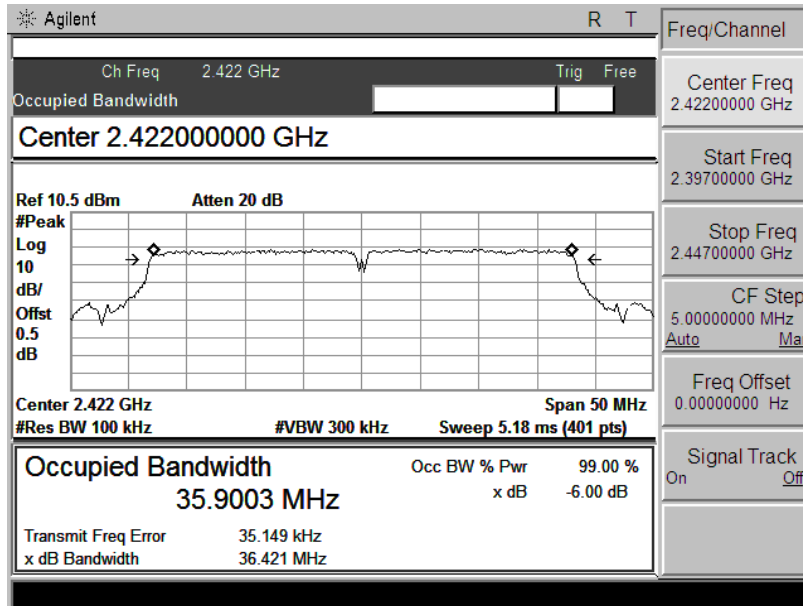 Agilent R T
Ch Freq 2.422 GHz Trig Free
Occupied Bandwidth
Center 2.422000000 GHz
Ref 10.5 dBm Atten 20 dB
#Peak
Log
10
dB/
Offst
0.5
dB
Center 2.422 GHz Span 50 MHz
#Res BW 100 kHz #VBW 300 kHz Sweep 5.18 ms (401 pts)
Occupied Bandwidth Occ BW % Pwr 99.00 %
35.9003 MHz x dB -6.00 dB
Transmit Freq Error 35.149 kHz
x dB Bandwidth 36.421 MHz
Freq/Channel
Center Freq
2.42200000 GHz
Start Freq
2.39700000 GHz
Stop Freq
2.44700000 GHz
CF Step
5.00000000 MHz
Auto Ma
Freq Offset
0.00000000 Hz
Signal Track
On Off